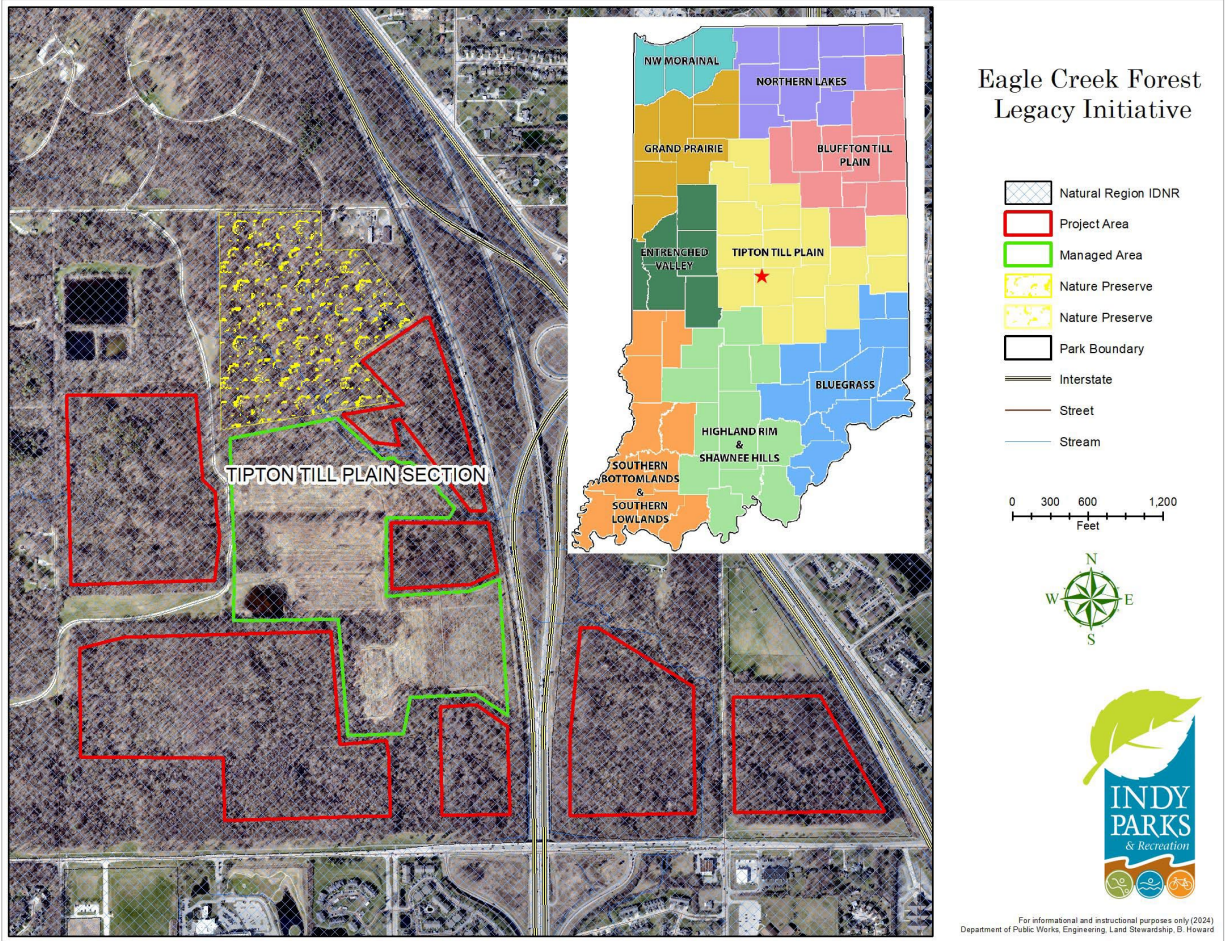 Eagle Creek Forest
Legacy Initiative
Natural Region IDNR
Project Area
Managed Area
Nature Preserve
Nature Preserve
Park Boundary
Interstate
Street
Stream
0 300 600 1,200
Feet
N
W E
S
INDY
PARKS
& Recreation
For informational and instructional purposes only (2024)
Department of Public Works, Engineering, Land Stewardship, B. Howard
NW MORAINAL
NORTHERN LAKES
GRAND PRAIRIE
BLUFFTON TILL
PLAIN
ENTRENCHED
VALLEY
TIPTON TILL PLAIN
BLUEGRASS
HIGHLAND RIM
&
SHAWNEE HILLS
SOUTHERN
BOTTOMLANDS
&
SOUTHERN
LOWLANDS
TIPTON TILL PLAIN SECTION